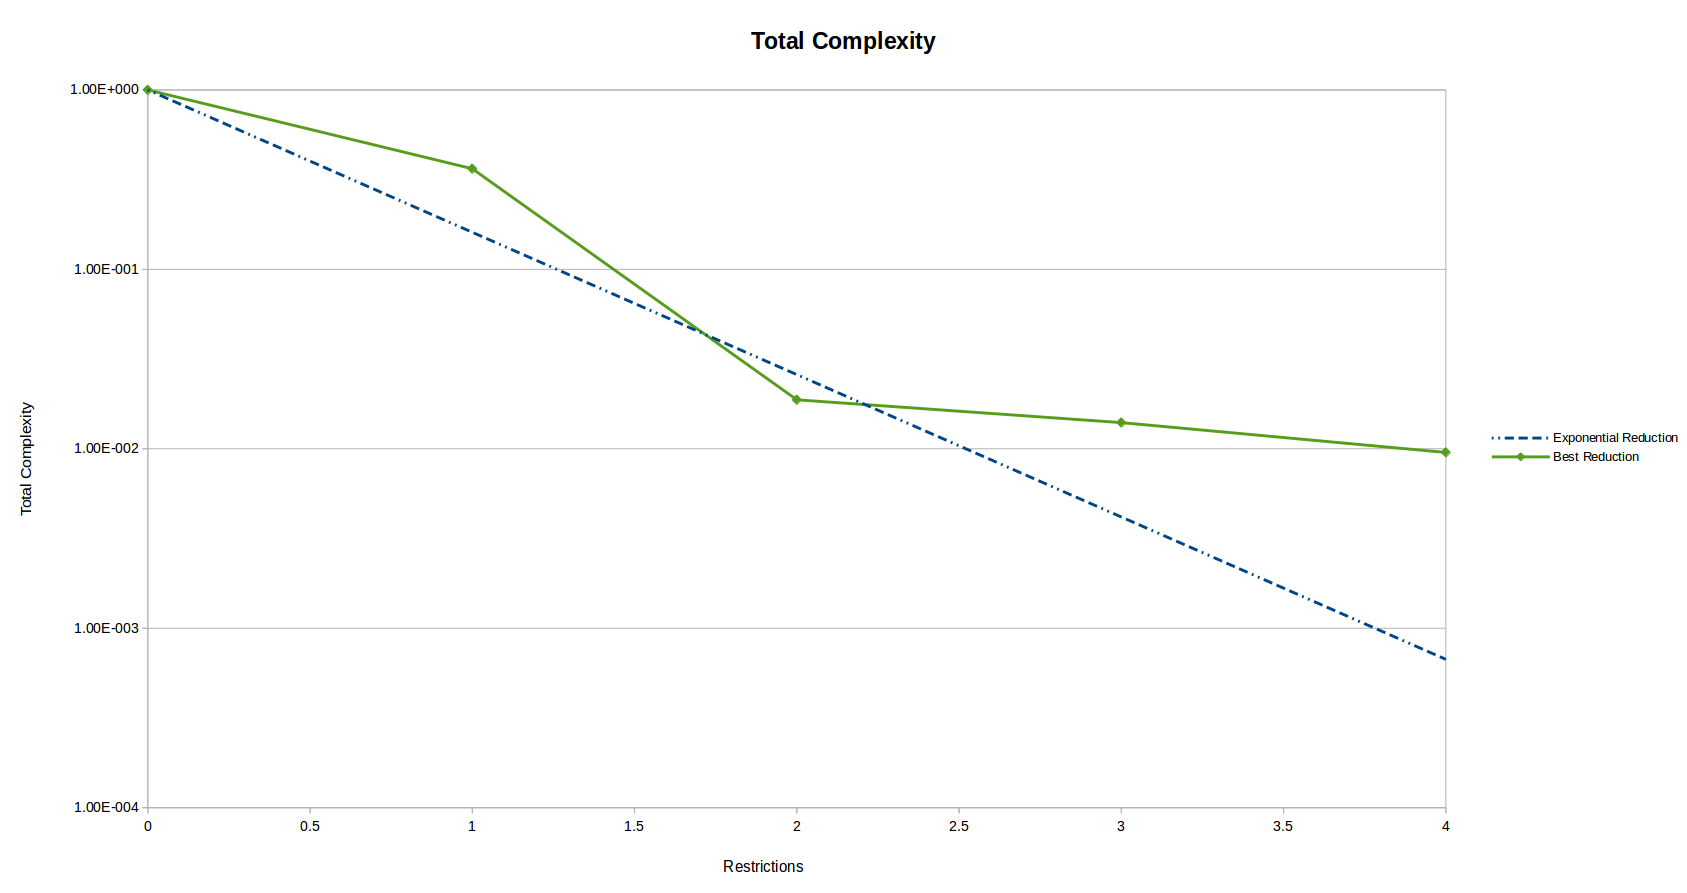 Total Complexity
1.00E+000
1.00E-001
1.00E-002
1.00E-003
1.00E-004
Total Complexity
0 0.5 1 1.5 2 2.5 3 3.5 4
Restrictions
Exponential Reduction
Best Reduction